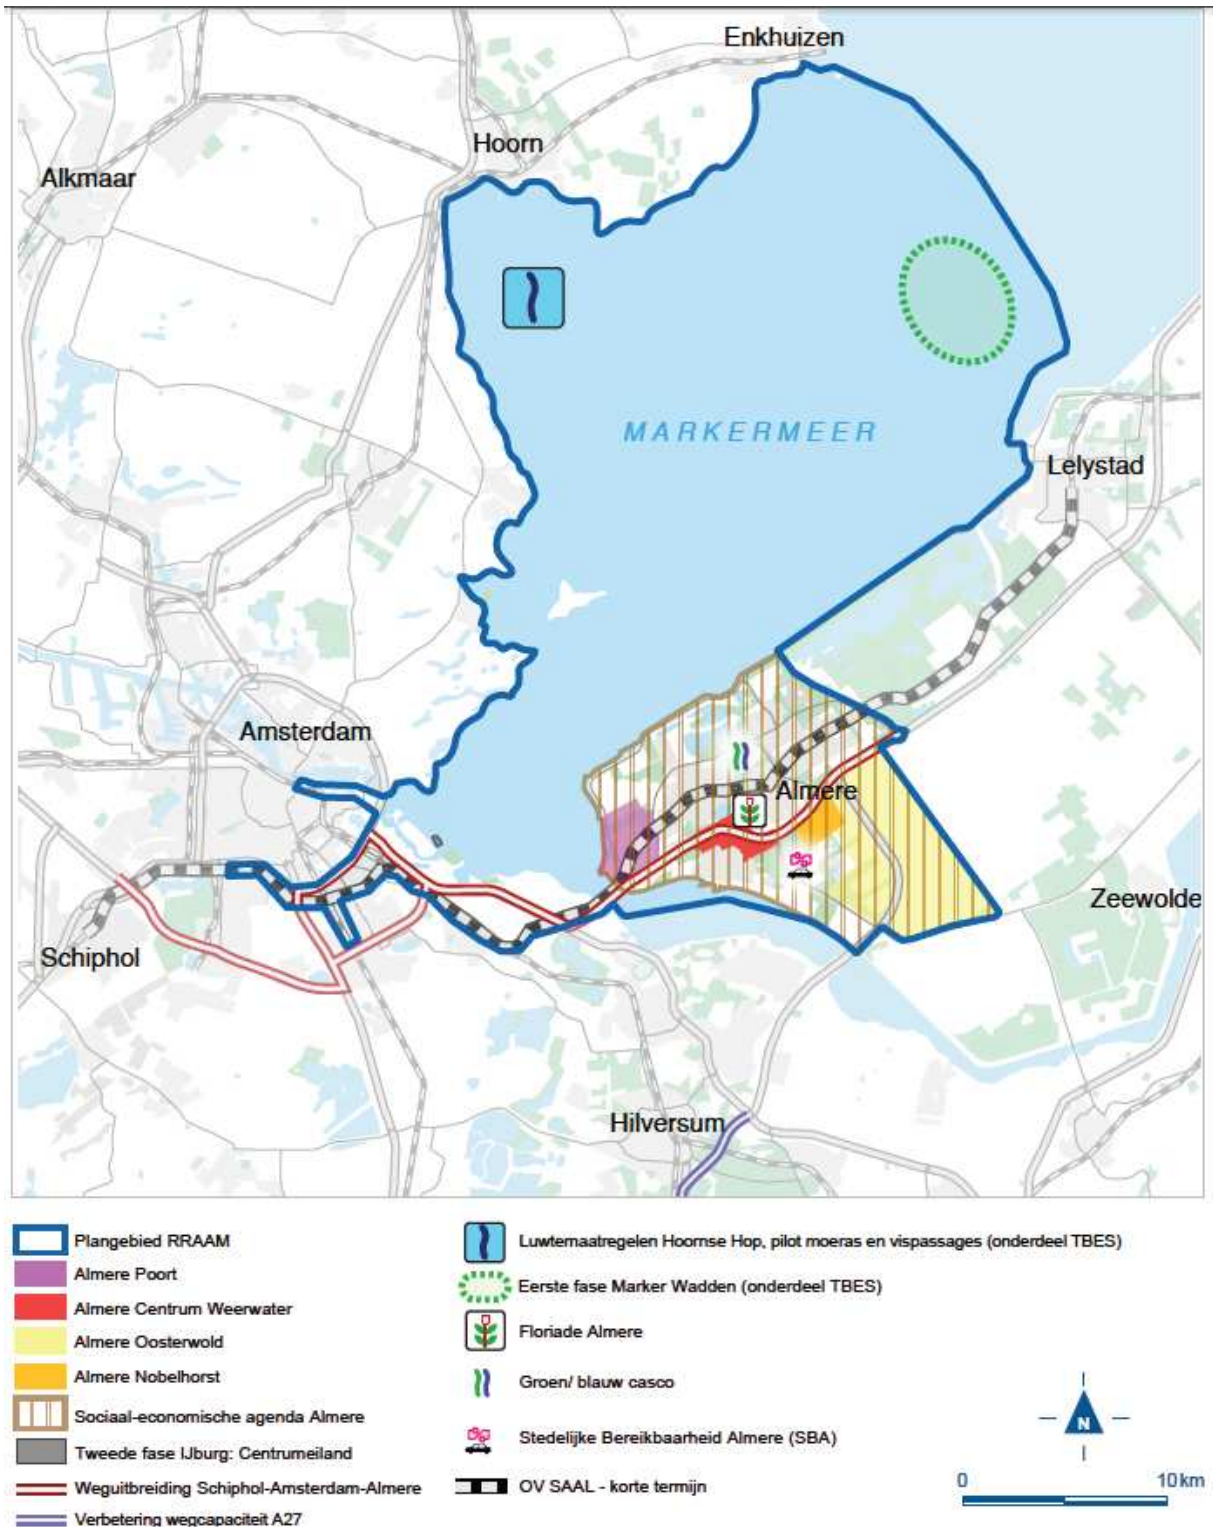 Enkhuizen
Hoorn
Alkmaar
MARKERMEER
Lelystad
Amsterdam
Almere
Zeewolde
Schiphol
Hilversum
Plangebied RRAAM
Almere Poort
Almere Centrum Weerwater
Almere Oosterwold
Almere Nobelhorst
Sociaal-economische agenda Almere
Tweede fase IJburg: Centrumeiland
Weguitbreiding Schiphol-Amsterdam-Almere
Verbetering wegcapaciteit A27
Luwtemaatregelen Hoornse Hop, pilot moeras en vispassages (onderdeel TBES)
Eerste fase Marker Wadden (onderdeel TBES)
Floriade Almere
Groen/ blauw casco
Stedelijke Bereikbaarheid Almere (SBA)
OV SAAL - korte termijn
N
0 10 km